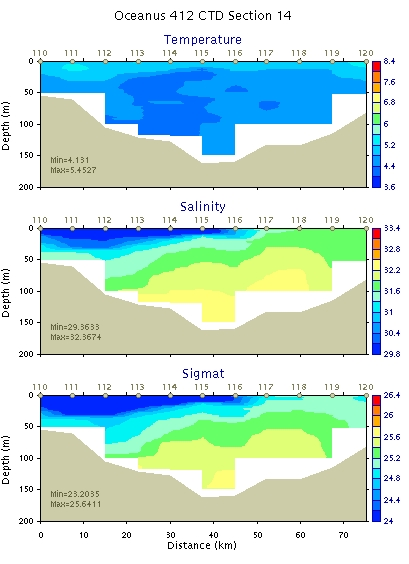 Oceanus 412 CTD Section 14
Temperature
110 111 112 113 114 115 116 117 118 119 120
0
50
100
150
200
Depth (m)
Min=4.131
Max=5.4527
8.4
7.6
6.8
6
5.2
4.4
3.6
Salinity
110 111 112 113 114 115 116 117 118 119 120
0
50
100
150
200
Depth (m)
Min=29.3633
Max=32.3674
33.4
32.8
32.2
31.6
31
30.4
29.8
Sigmat
110 111 112 113 114 115 116 117 118 119 120
0
50
100
150
200
Depth (m)
Min=23.2035
Max=25.6411
26.4
26
25.6
25.2
24.8
24.4
24
0 10 20 30 40 50 60 70
Distance (km)